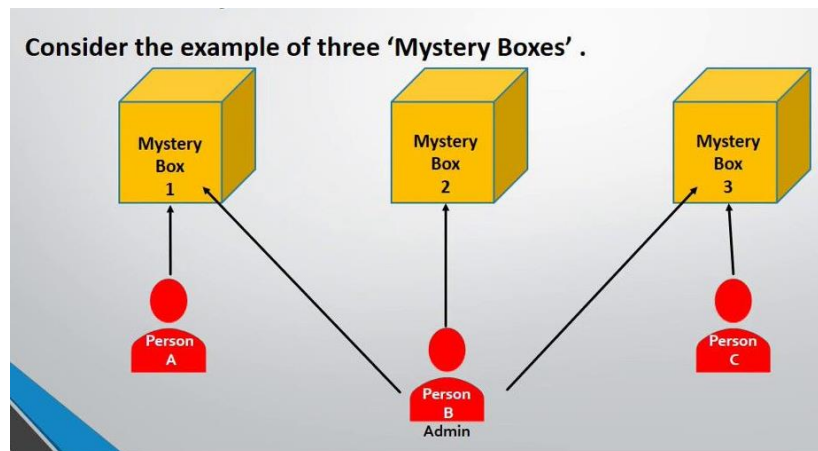 Consider the example of three ‘Mystery Boxes’ .
Mystery
Box
1
Mystery
Box
2
Mystery
Box
3
Person
A
Person
B
Admin
Person
C